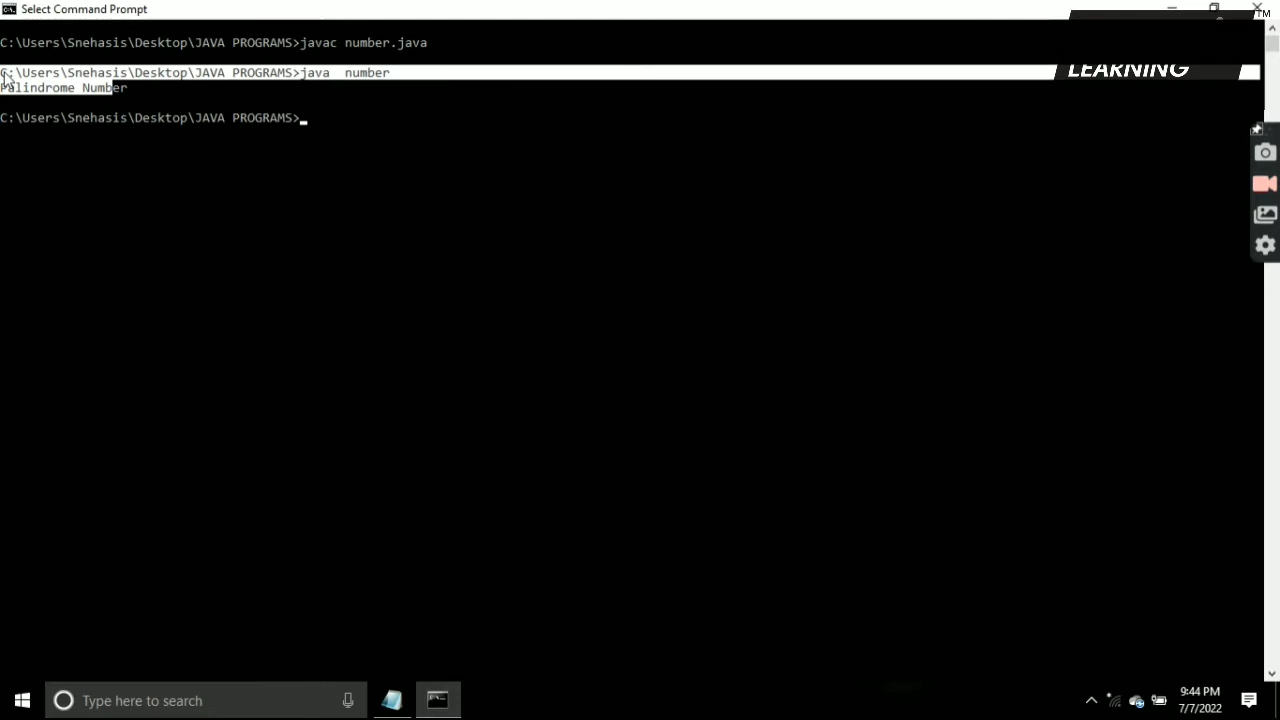 Select Command Prompt
TM
C:\Users\Snehasis\Desktop\JAVA PROGRAMS>javac number.java
C:\Users\Snehasis\Desktop\JAVA PROGRAMS>java  number
LEARNING
Palindrome Number
C:\Users\Snehasis\Desktop\JAVA PROGRAMS>
Type here to search
9:44 PM
7/7/2022